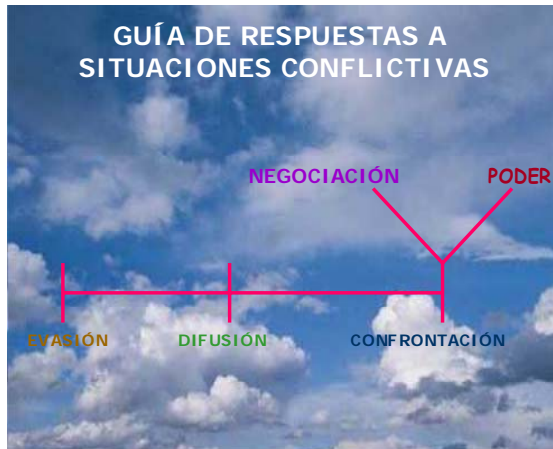 GUÍA DE RESPUESTAS A
SITUACIONES CONFLICTIVAS
NEGOCIACIÓN PODER
EVASIÓN DIFUSIÓN CONFRONTACIÓN